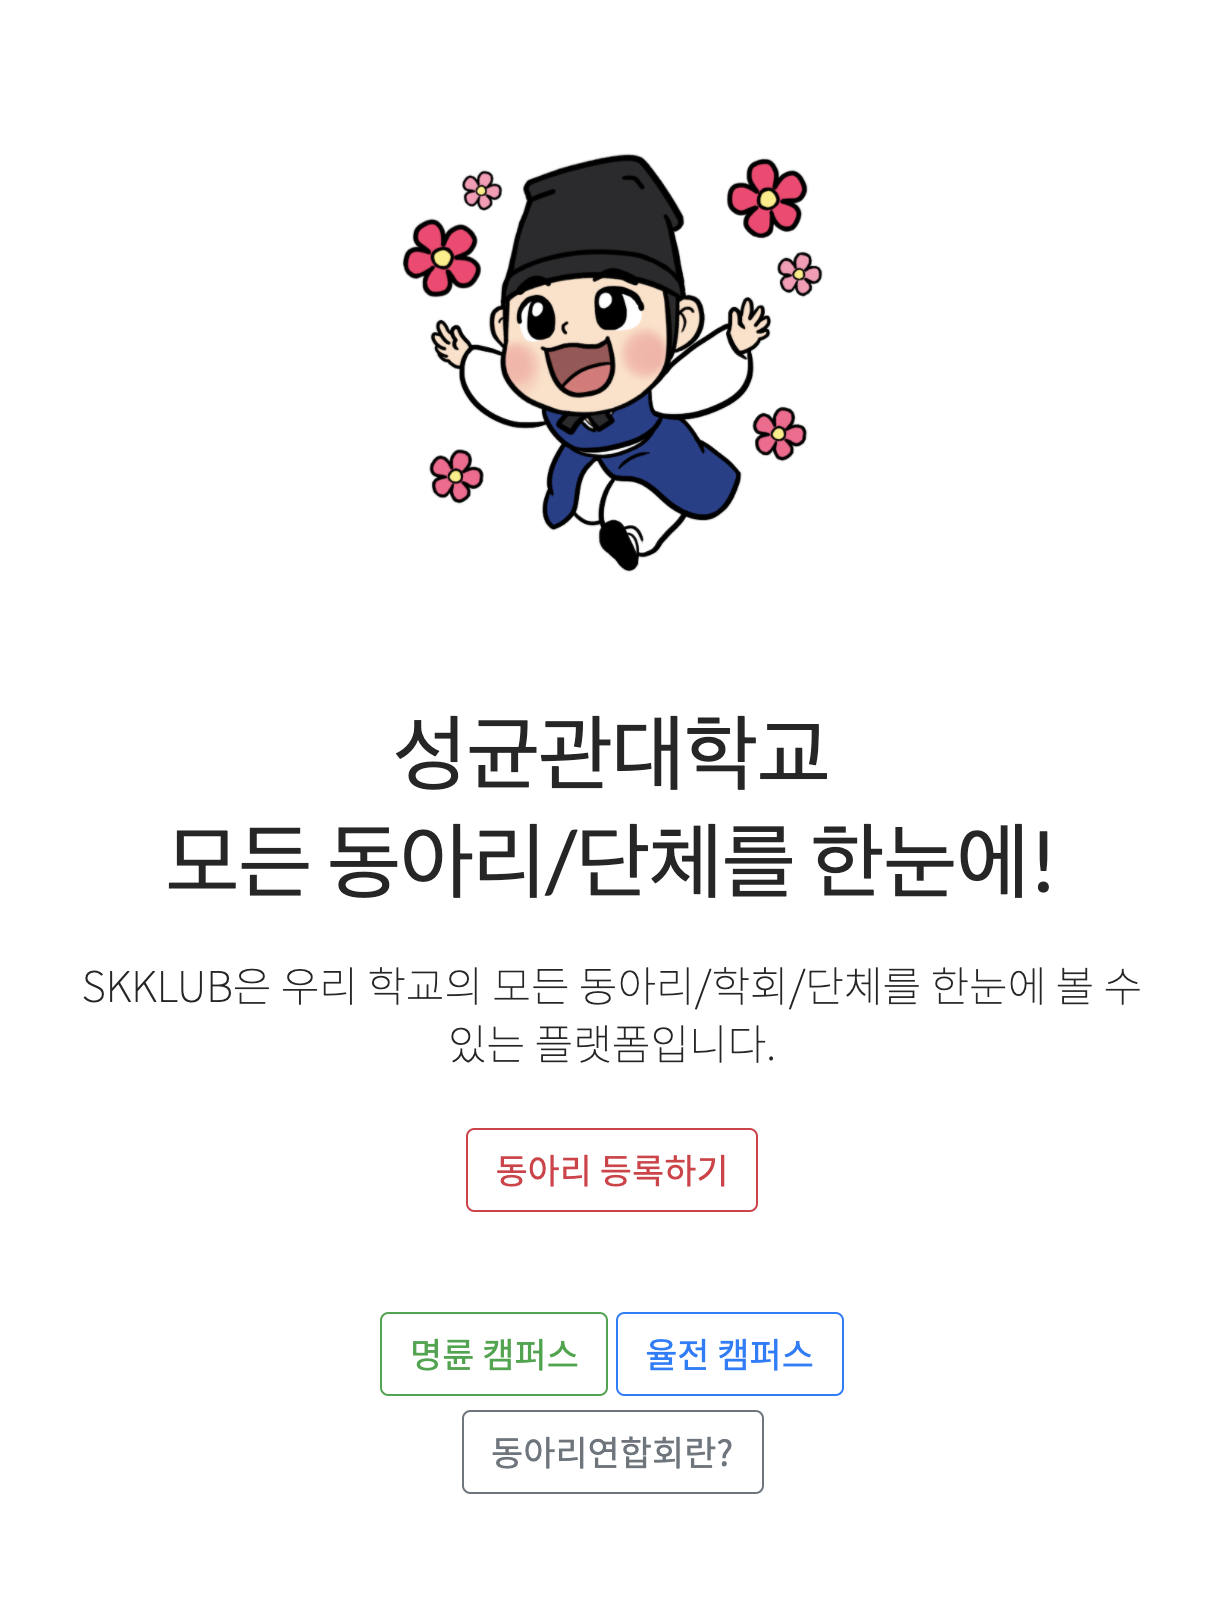 성균관대학교
모든 동아리/단체를 한눈에!
SKKLUB은 우리 학교의 모든 동아리/학회/단체를 한눈에 볼 수
있는 플랫폼입니다.
동아리 등록하기
명륜 캠퍼스 율전 캠퍼스
동아리연합회란?